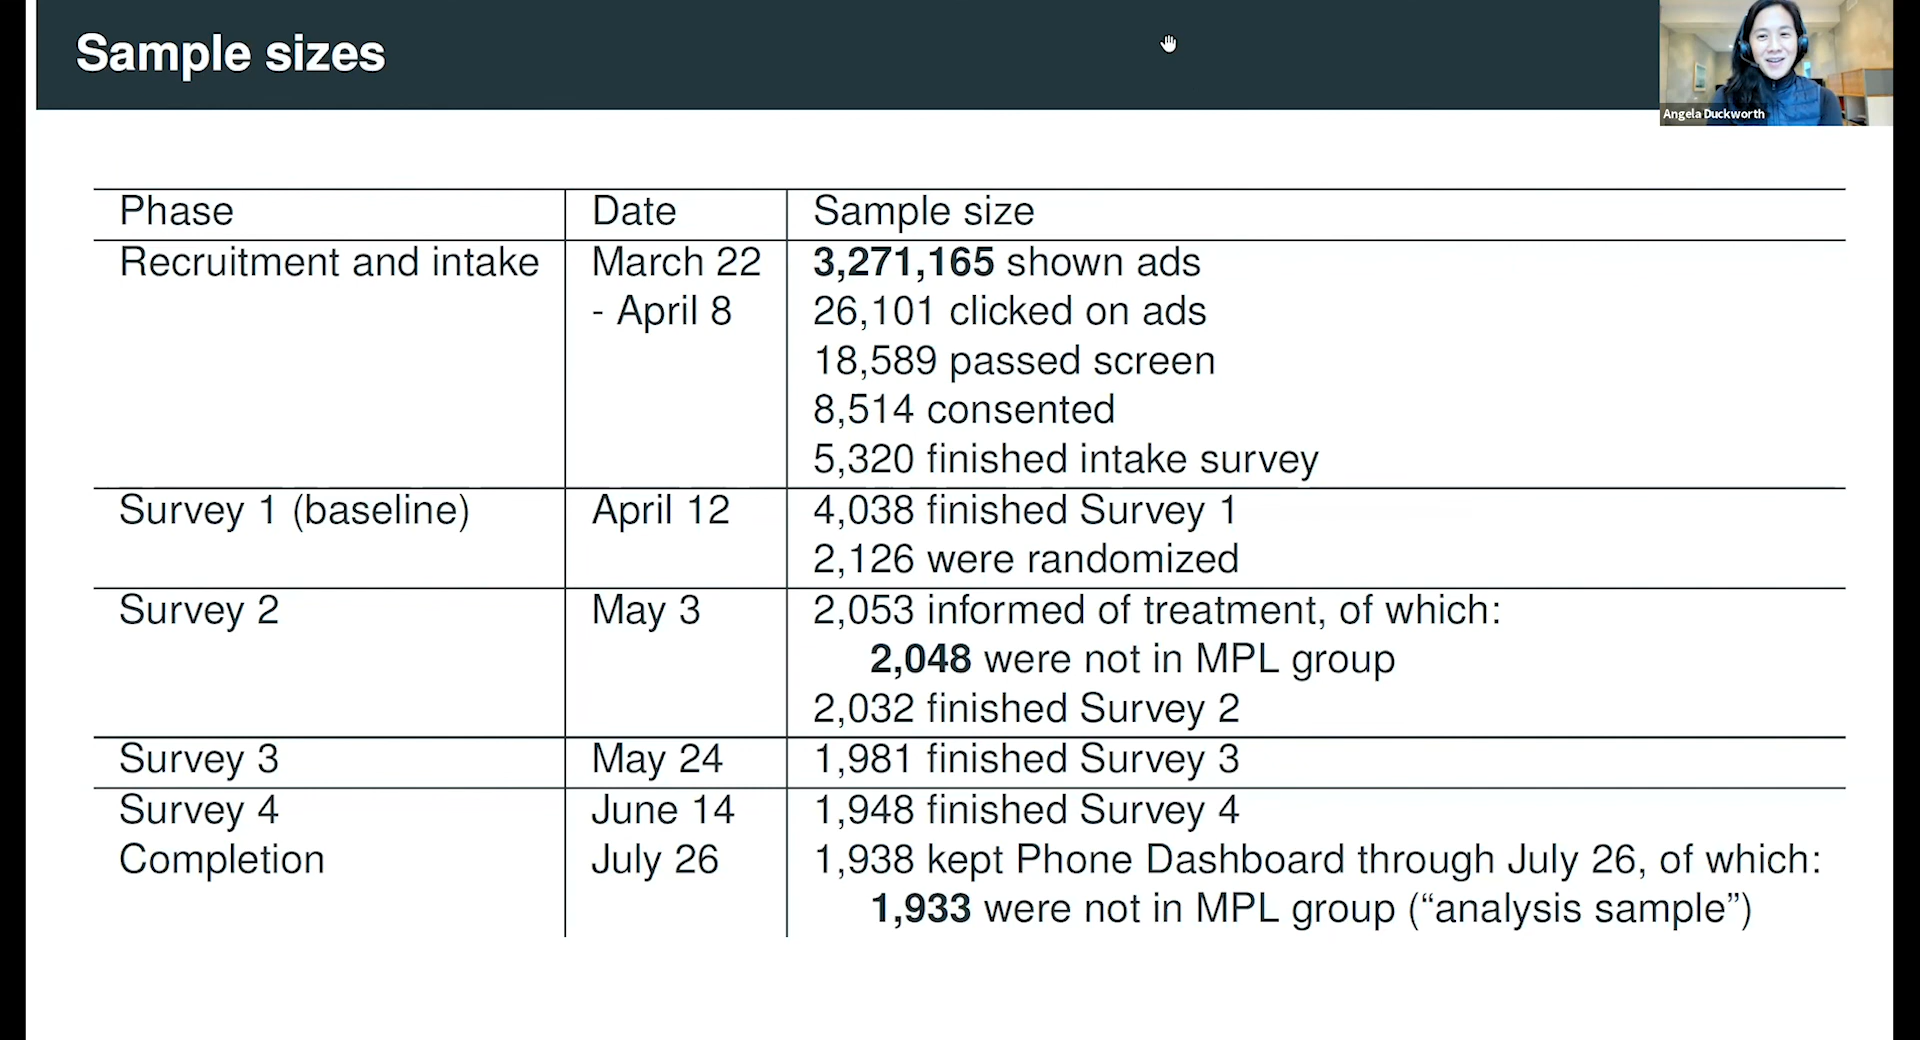 Sample sizes
Angela Duckworth
Phase Date Sample size
Recruitment and intake March 22 3,271,165 shown ads
- April 8 26,101 clicked on ads
18,589 passed screen
8,514 consented
5,320 finished intake survey
Survey 1 (baseline) April 12 4,038 finished Survey 1
2,126 were randomized
Survey 2 May 3 2,053 informed of treatment, of which:
2,048 were not in MPL group
2,032 finished Survey 2
Survey 3 May 24 1,981 finished Survey 3
Survey 4 June 14 1,948 finished Survey 4
Completion July 26 1,938 kept Phone Dashboard through July 26, of which:
1,933 were not in MPL group (“analysis sample”)